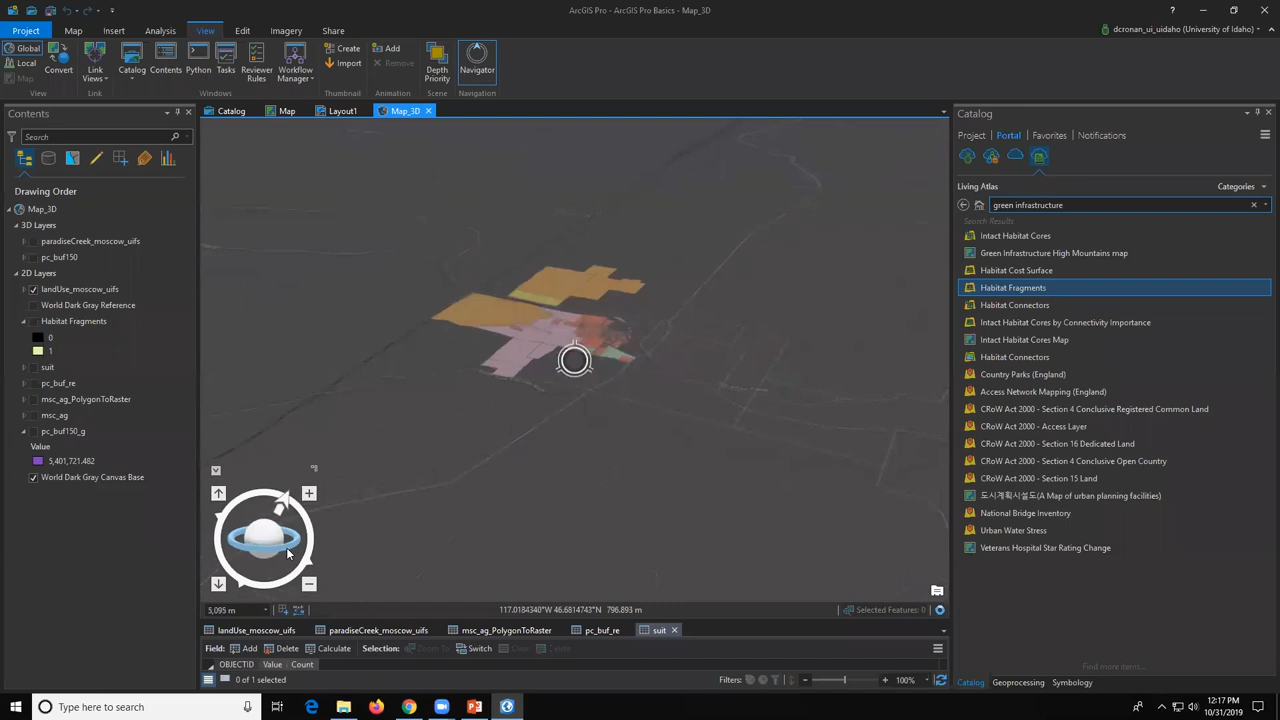 ArcGIS Pro - ArcGIS Pro Basics - Map_3D
dcronan_ui_uidaho (University of Idaho)
Project Map Insert Analysis View Edit Imagery Share
Global
Local
Map
Convert
Link Views
Catalog
Contents
Python
Tasks
Reviewer Rules
Workflow Manager
Create
Import
Add
Remove
Depth Priority
Navigator
View Link Windows Thumbnail Animation Scene Navigation
Contents
Search
Drawing Order
Map_3D
3D Layers
paradiseCreek_moscow_uifs
pc_buf150
2D Layers
landUse_moscow_uifs
World Dark Gray Reference
Habitat Fragments
0
1
suit
pc_buf_re
msc_ag_PolygonToRaster
msc_ag
pc_buf150_g
Value
5,401,721.482
World Dark Gray Canvas Base
Catalog Map Layout1 Map_3D
5,095 m
117.0184340°W 46.6814743°N 796.893 m
Selected Features: 0
landUse_moscow_uifs paradiseCreek_moscow_uifs msc_ag_PolygonToRaster pc_buf_re suit
Field: Add Delete Calculate Selection: Zoom To Switch Clear Delete
OBJECTID Value Count
0 of 1 selected
Filters:
100%
Catalog
Project Portal Favorites Notifications
Living Atlas
Categories
green infrastructure
Search Results
Intact Habitat Cores
Green Infrastructure High Mountains map
Habitat Cost Surface
Habitat Fragments
Habitat Connectors
Intact Habitat Cores by Connectivity Importance
Intact Habitat Cores Map
Habitat Connectors
Country Parks (England)
Access Network Mapping (England)
CRoW Act 2000 - Section 4 Conclusive Registered Common Land
CRoW Act 2000 - Access Layer
CRoW Act 2000 - Section 16 Dedicated Land
CRoW Act 2000 - Section 4 Conclusive Open Country
CRoW Act 2000 - Section 15 Land
도시계획시설도(A Map of urban planning facilities)
National Bridge Inventory
Urban Water Stress
Veterans Hospital Star Rating Change
Find more items...
Catalog Geoprocessing Symbology
Type here to search
12:17 PM
10/31/2019